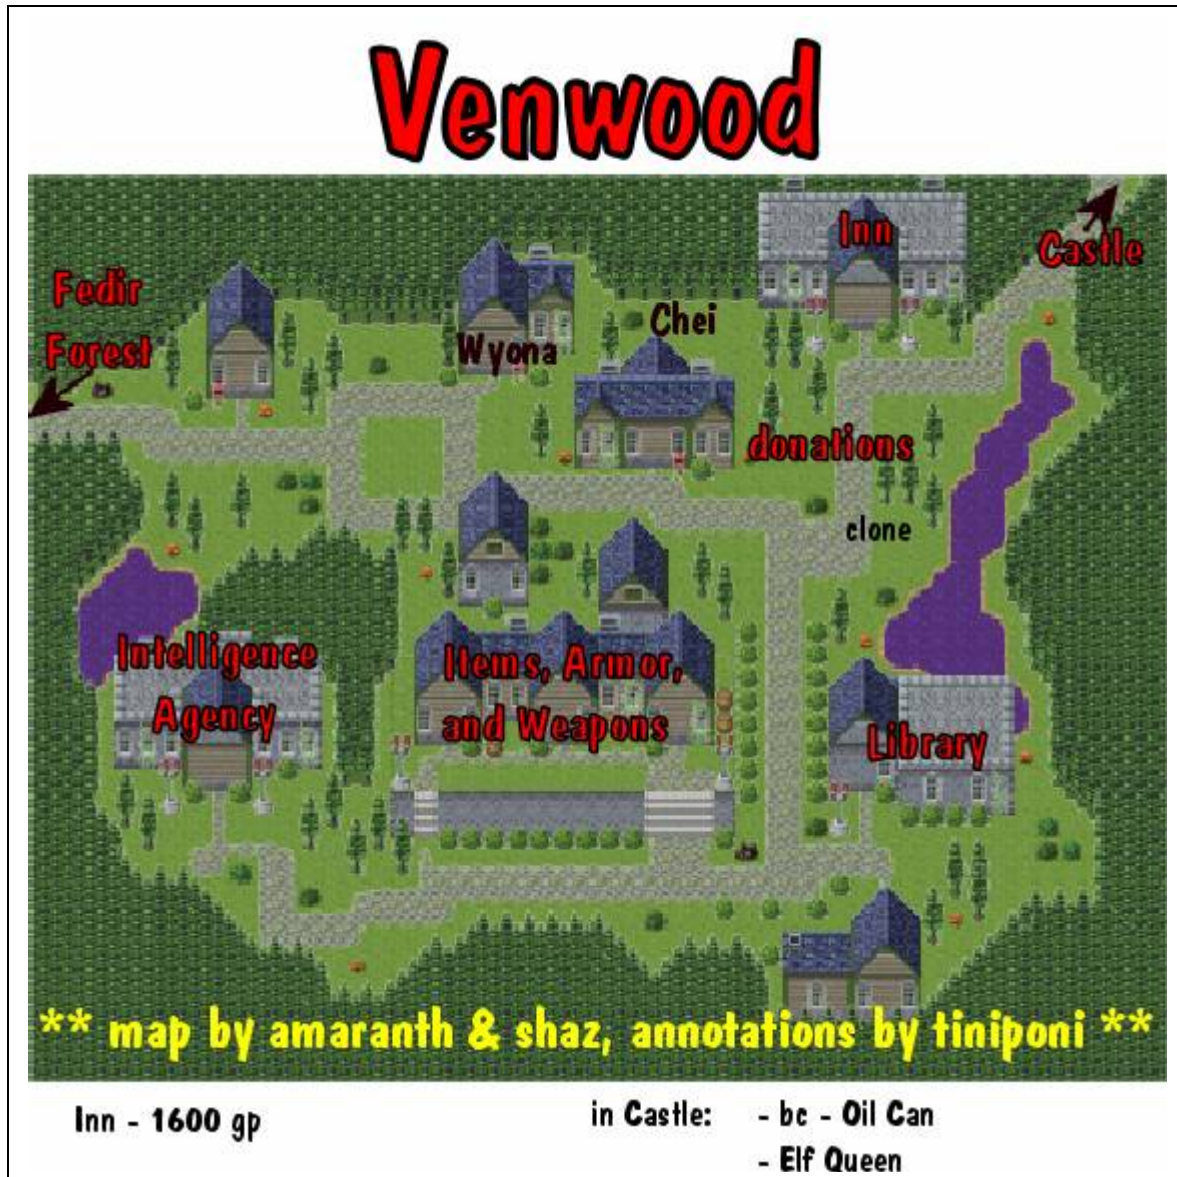 Venwood
Inn
Castle
Fedir
Forest
Chei
Wyona
donations
clone
Intelligence
Agency
Items, Armor,
and Weapons
Library
** map by amaranth & shaz, annotations by tiniponi **
Inn - 1600 gp
in Castle: - bc - Oil Can
- Elf Queen